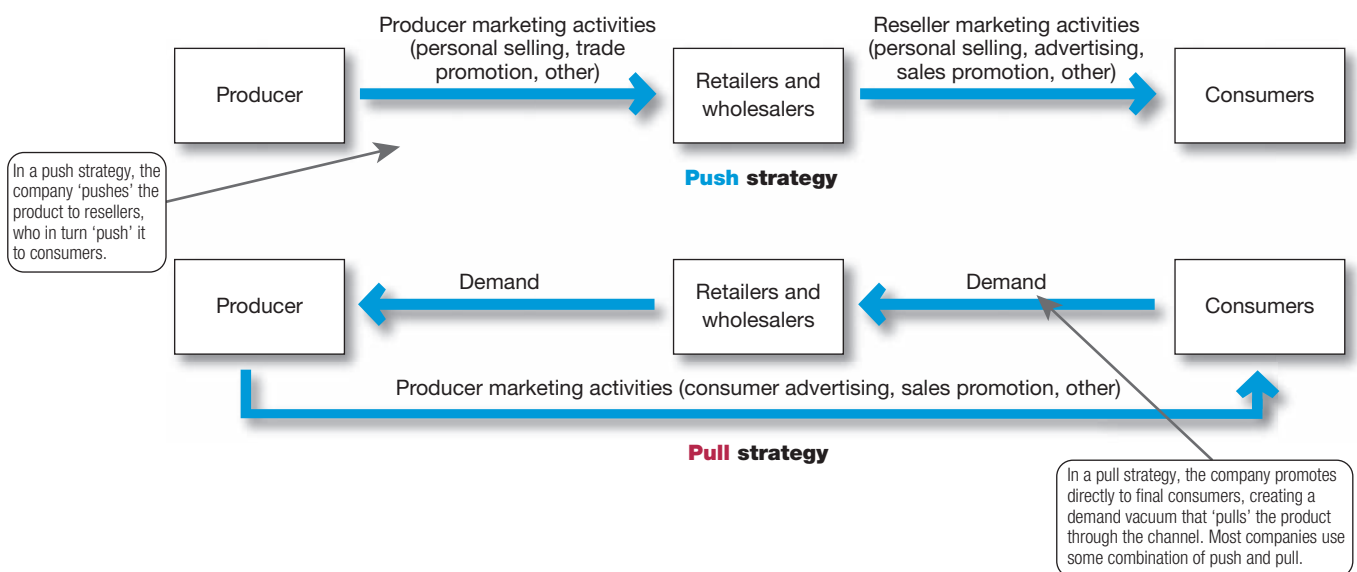 Producer marketing activities
(personal selling, trade
promotion, other)
Reseller marketing activities
(personal selling, advertising,
sales promotion, other)
Producer
Retailers and
wholesalers
Consumers
In a push strategy, the
company ‘pushes’ the
product to resellers,
who in turn ‘push’ it
to consumers.
Push strategy
Producer
Demand
Retailers and
wholesalers
Demand
Consumers
Producer marketing activities (consumer advertising, sales promotion, other)
Pull strategy
In a pull strategy, the company promotes
directly to final consumers, creating a
demand vacuum that ‘pulls’ the product
through the channel. Most companies use
some combination of push and pull.